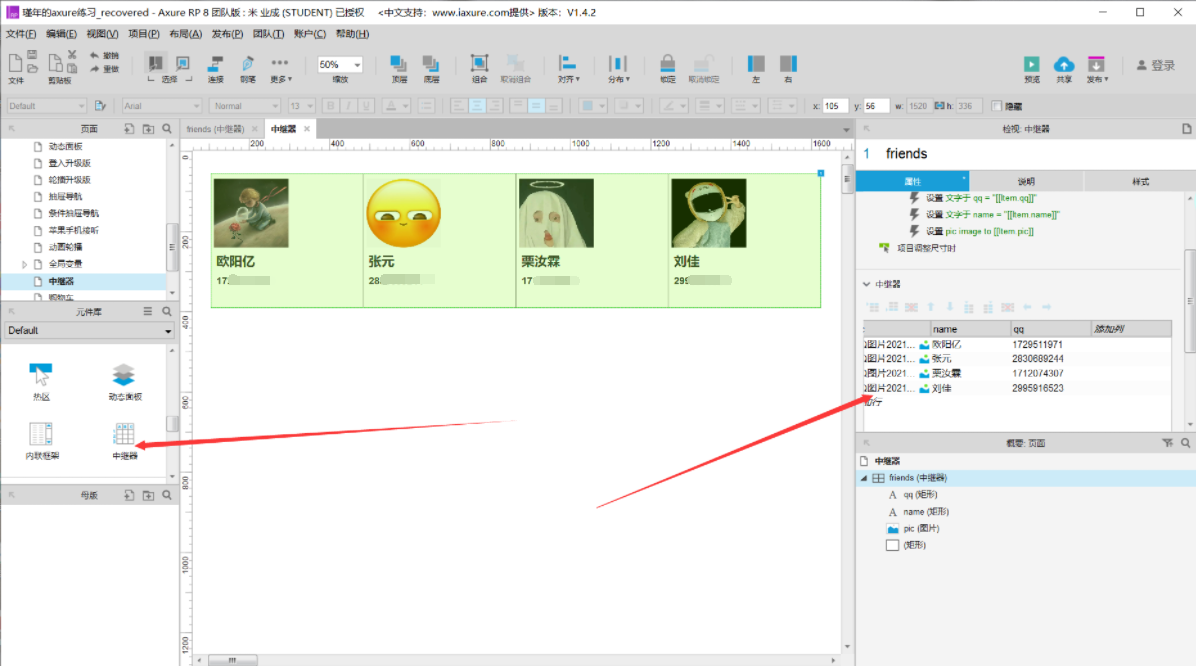 瑾年的axure练习_recovered - Axure RP 8 团队版 : 米 业成 (STUDENT) 已授权 <中文支持：www.iaxure.com提供> 版本：V1.4.2
文件(F) 编辑(E) 视图(V) 项目(P) 布局(A) 发布(P) 团队(T) 账户(C) 帮助(H)
撤销
重做
50%
文件 剪贴板 选择 连接 钢笔 更多▼ 缩放 顶层 底层 组合 取消组合 对齐▼ 分布▼ 锁定 取消锁定 左 右 预览 共享 发布▼ 登录
Default Arial Normal 13 B I U x: 105 y: 56 w: 1520 h: 336 隐藏
页面
动态面板
登入升级版
轮播升级版
抽屉导航
条件抽屉导航
苹果手机接听
动画轮播
全局变量
中继器
购物车
元件库
Default
热区 动态面板
内联框架 中继器
母版
friends (中继器) × 中继器 ×
200 400 600 800 1000 1200 1400 1600
0
200
400
600
800
1000
1200
欧阳亿 张元 栗汝霖 刘佳
17 28 17 299
检视: 中继器
1 friends
属性 说明 样式
设置 文字于 qq = "[[Item.qq]]"
设置 文字于 name = "[[Item.name]]"
设置 pic image to [[Item.pic]]
项目调整尺寸时
中继器
name qq 添加列
图片2021... 欧阳亿 1729511971
图片2021... 张元 2830689244
图片2021... 栗汝霖 1712074307
图片2021... 刘佳 2995916523
加行
概要: 页面
中继器
friends (中继器)
A qq (矩形)
A name (矩形)
pic (图片)
(矩形)